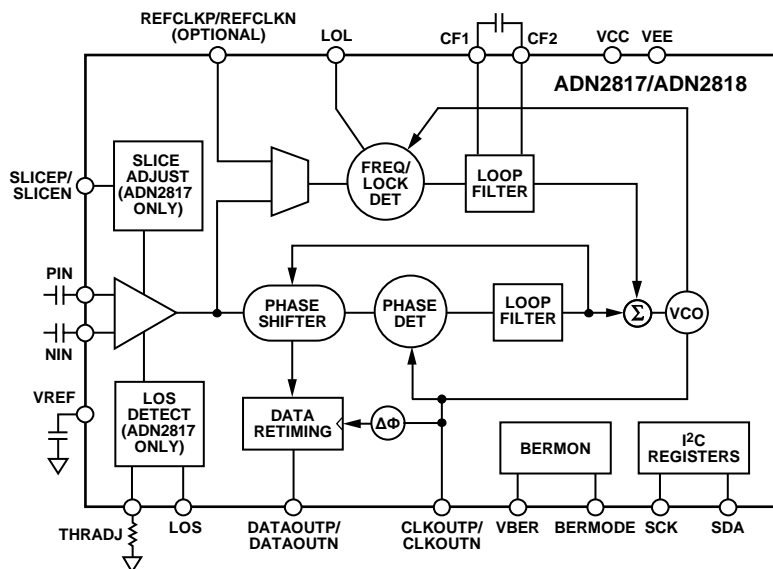 REFCLKP/REFCLKN
(OPTIONAL)
LOL
CF1
CF2
VCC
VEE
ADN2817/ADN2818
SLICEP/
SLICEN
SLICE
ADJUST
(ADN2817
ONLY)
FREQ/
LOCK
DET
LOOP
FILTER
PIN
NIN
PHASE
SHIFTER
PHASE
DET
LOOP
FILTER
Σ
VCO
VREF
LOS
DETECT
(ADN2817
ONLY)
DATA
RETIMING
ΔΦ
BERMON
I²C
REGISTERS
THRADJ
LOS
DATAOUTP/
DATAOUTN
CLKOUTP/
CLKOUTN
VBER
BERMODE
SCK
SDA